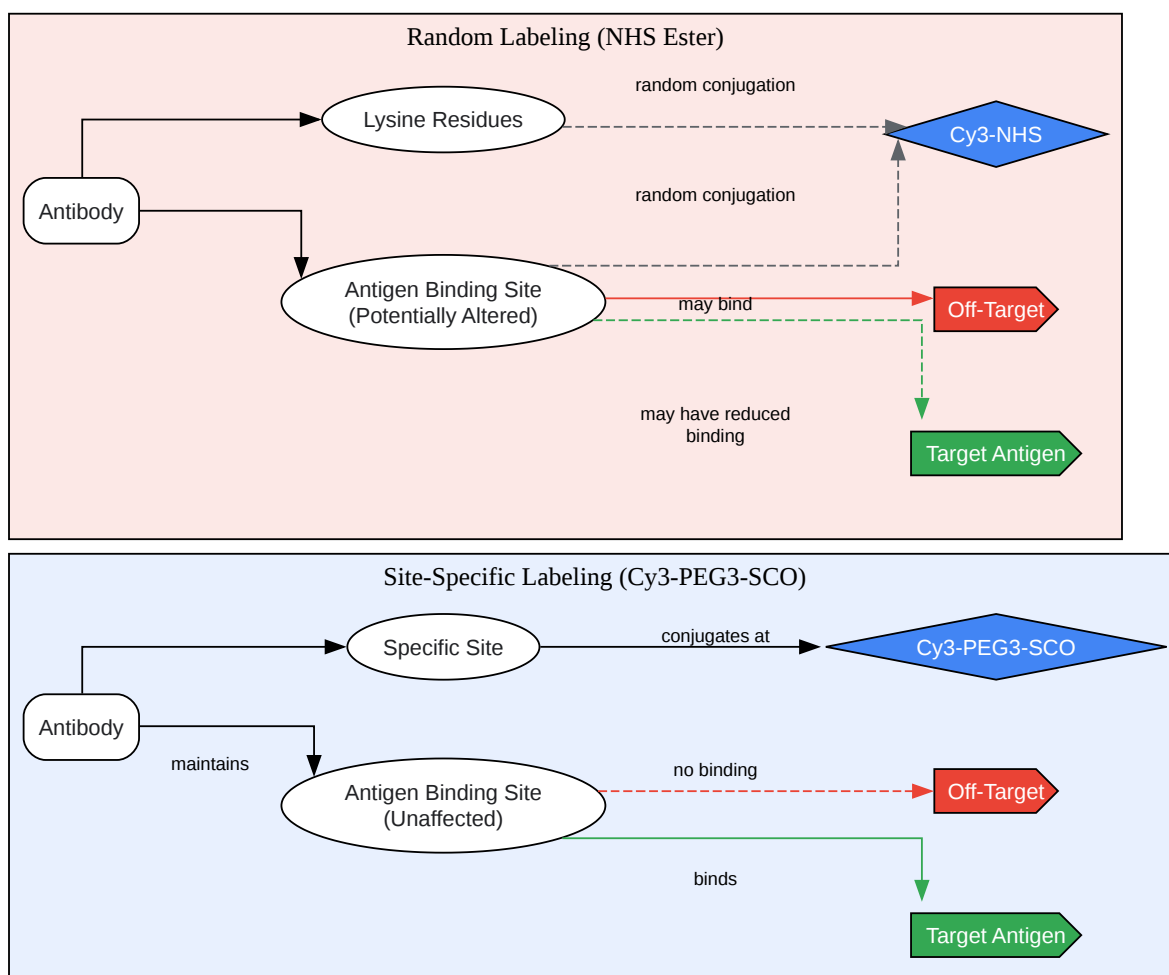 Random Labeling (NHS Ester)
random conjugation
Lysine Residues
Cy3-NHS
random conjugation
Antibody
Antigen Binding Site
(Potentially Altered)
may bind
Off-Target
may have reduced
binding
Target Antigen
Site-Specific Labeling (Cy3-PEG3-SCO)
Specific Site
conjugates at
Cy3-PEG3-SCO
Antibody
maintains
Antigen Binding Site
(Unaffected)
no binding
Off-Target
binds
Target Antigen